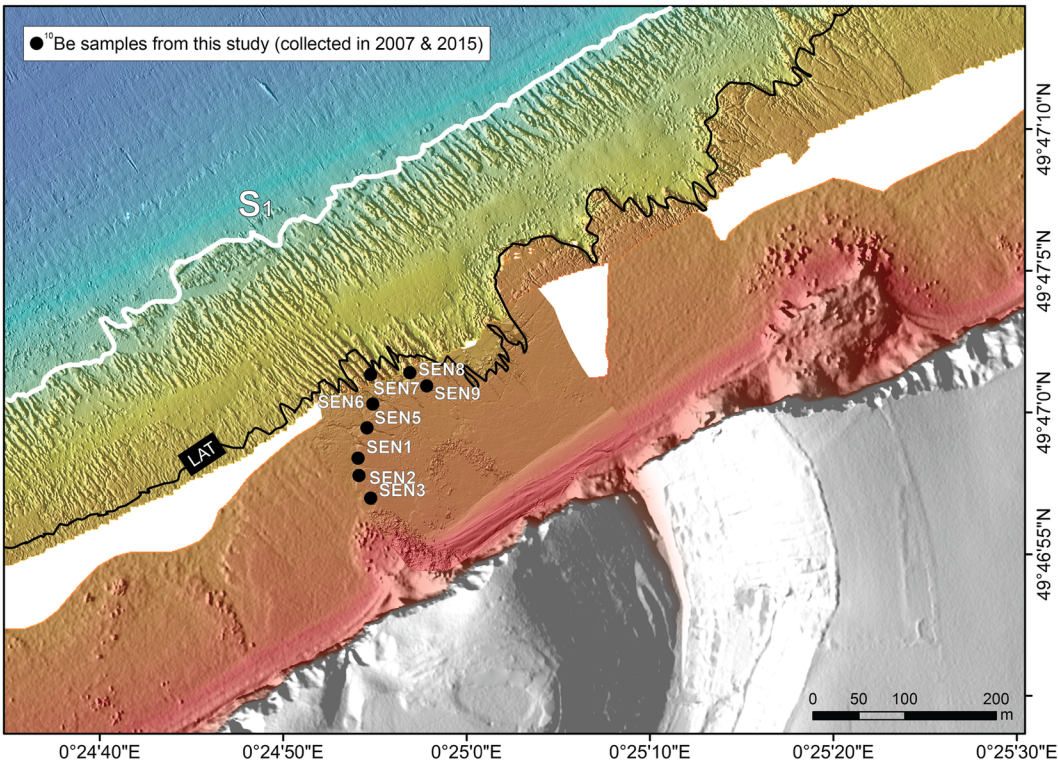 ¹⁰Be samples from this study (collected in 2007 & 2015)
S₁
49°47'10"N
49°47'5"N
49°47'0"N
49°46'55"N
SEN8
SEN7
SEN9
SEN6
SEN5
SEN1
LAT
SEN2
SEN3
0 50 100 200
m
0°24'40"E 0°24'50"E 0°25'0"E 0°25'10"E 0°25'20"E 0°25'30"E